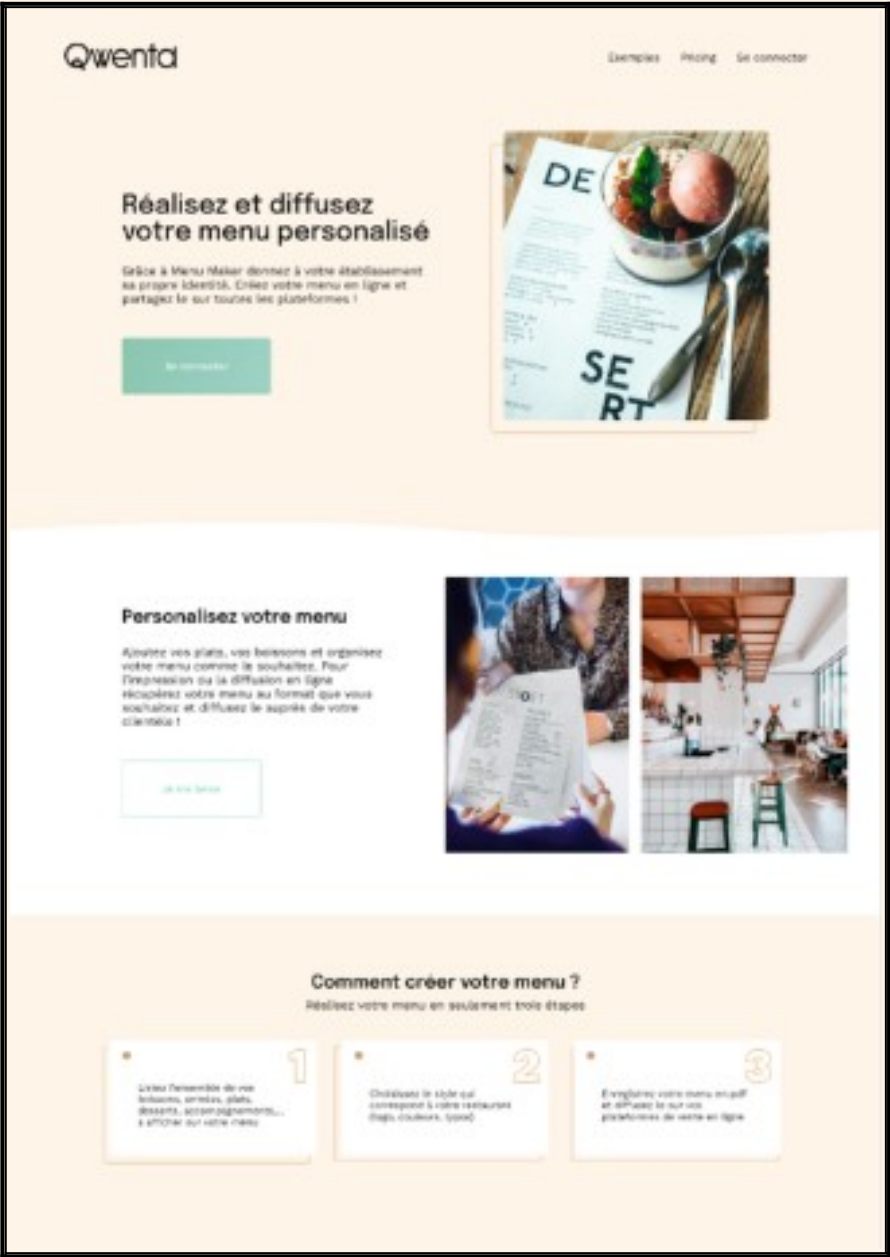 Qwenta
Exemples Pricing Se connecter
Réalisez et diffusez
votre menu personalisé
Grâce à Menu Maker donnez à votre établissement
sa propre identité. Créez votre menu en ligne et
partagez le sur toutes les plateformes !
Se connecter
DE
SE
RT
Personalisez votre menu
Ajoutez vos plats, vos boissons et organisez
votre menu comme le souhaitez. Pour
l'impression ou la diffusion en ligne
récupérez votre menu au format que vous
souhaitez et diffusez le auprès de votre
clientèle !
Comment créer votre menu ?
Réalisez votre menu en seulement trois étapes
1
Listez l'ensemble de vos
boissons, entrées, plats,
desserts, accompagnements,...
à afficher sur votre menu
2
Choisissez le style qui
correspond à votre restaurant
(logo, couleurs, typos)
3
Enregistrez votre menu en pdf
et diffusez le sur vos
plateformes de vente en ligne